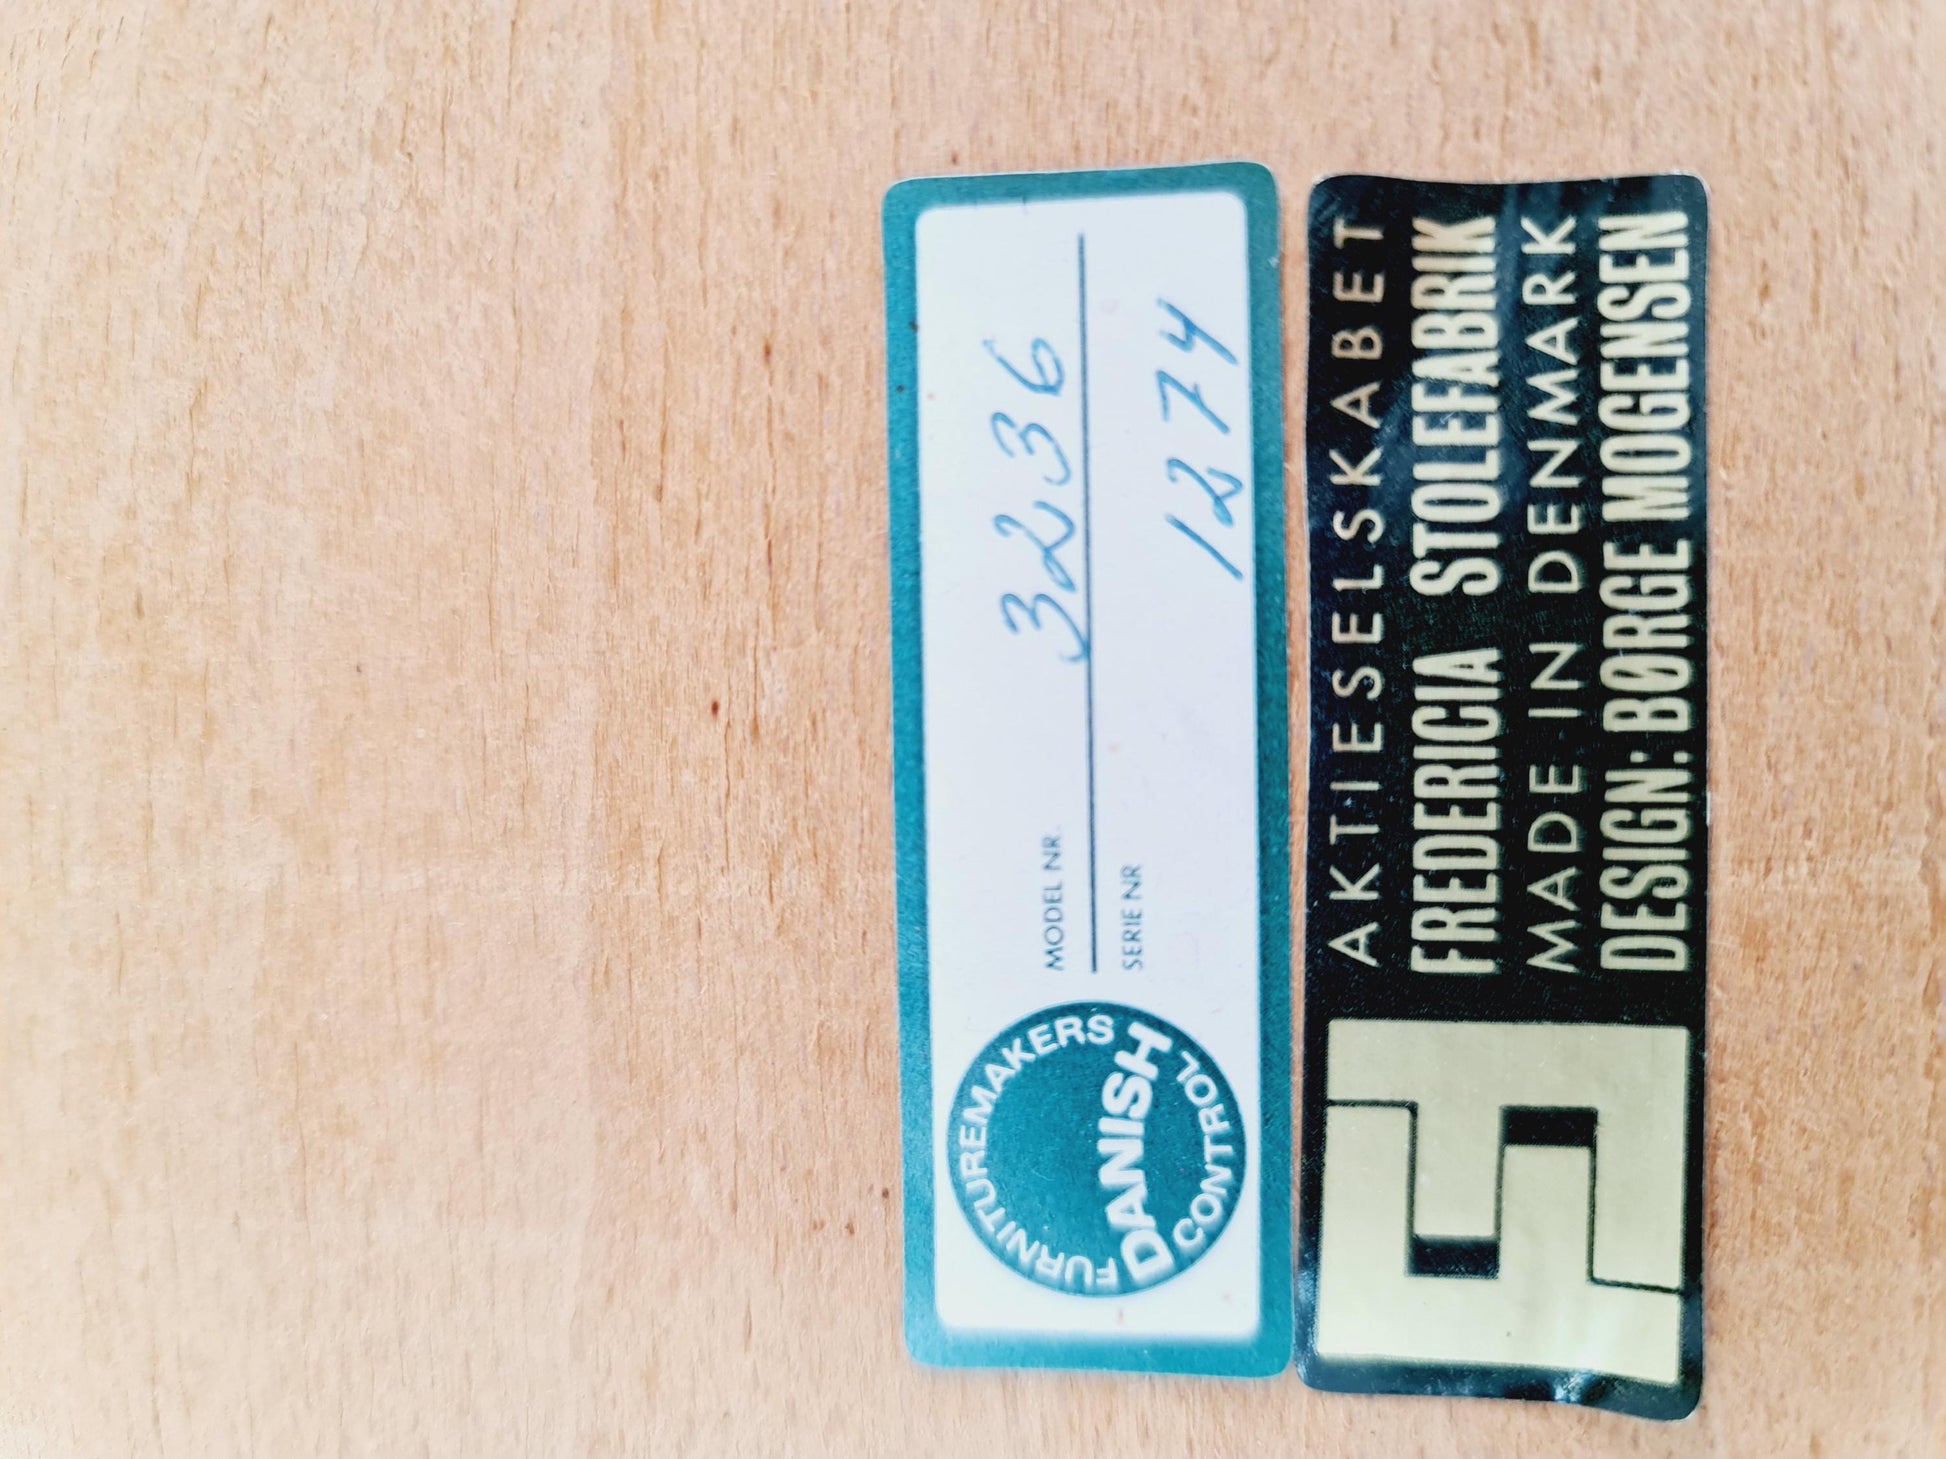 FURNITUREMAKERS
DANISH
CONTROL
MODEL NR. 3236
SERIE NR 1274
AKTIESELSKABET
FREDERICIA STOLEFABRIK
MADE IN DENMARK
DESIGN: BØRGE MOGENSEN